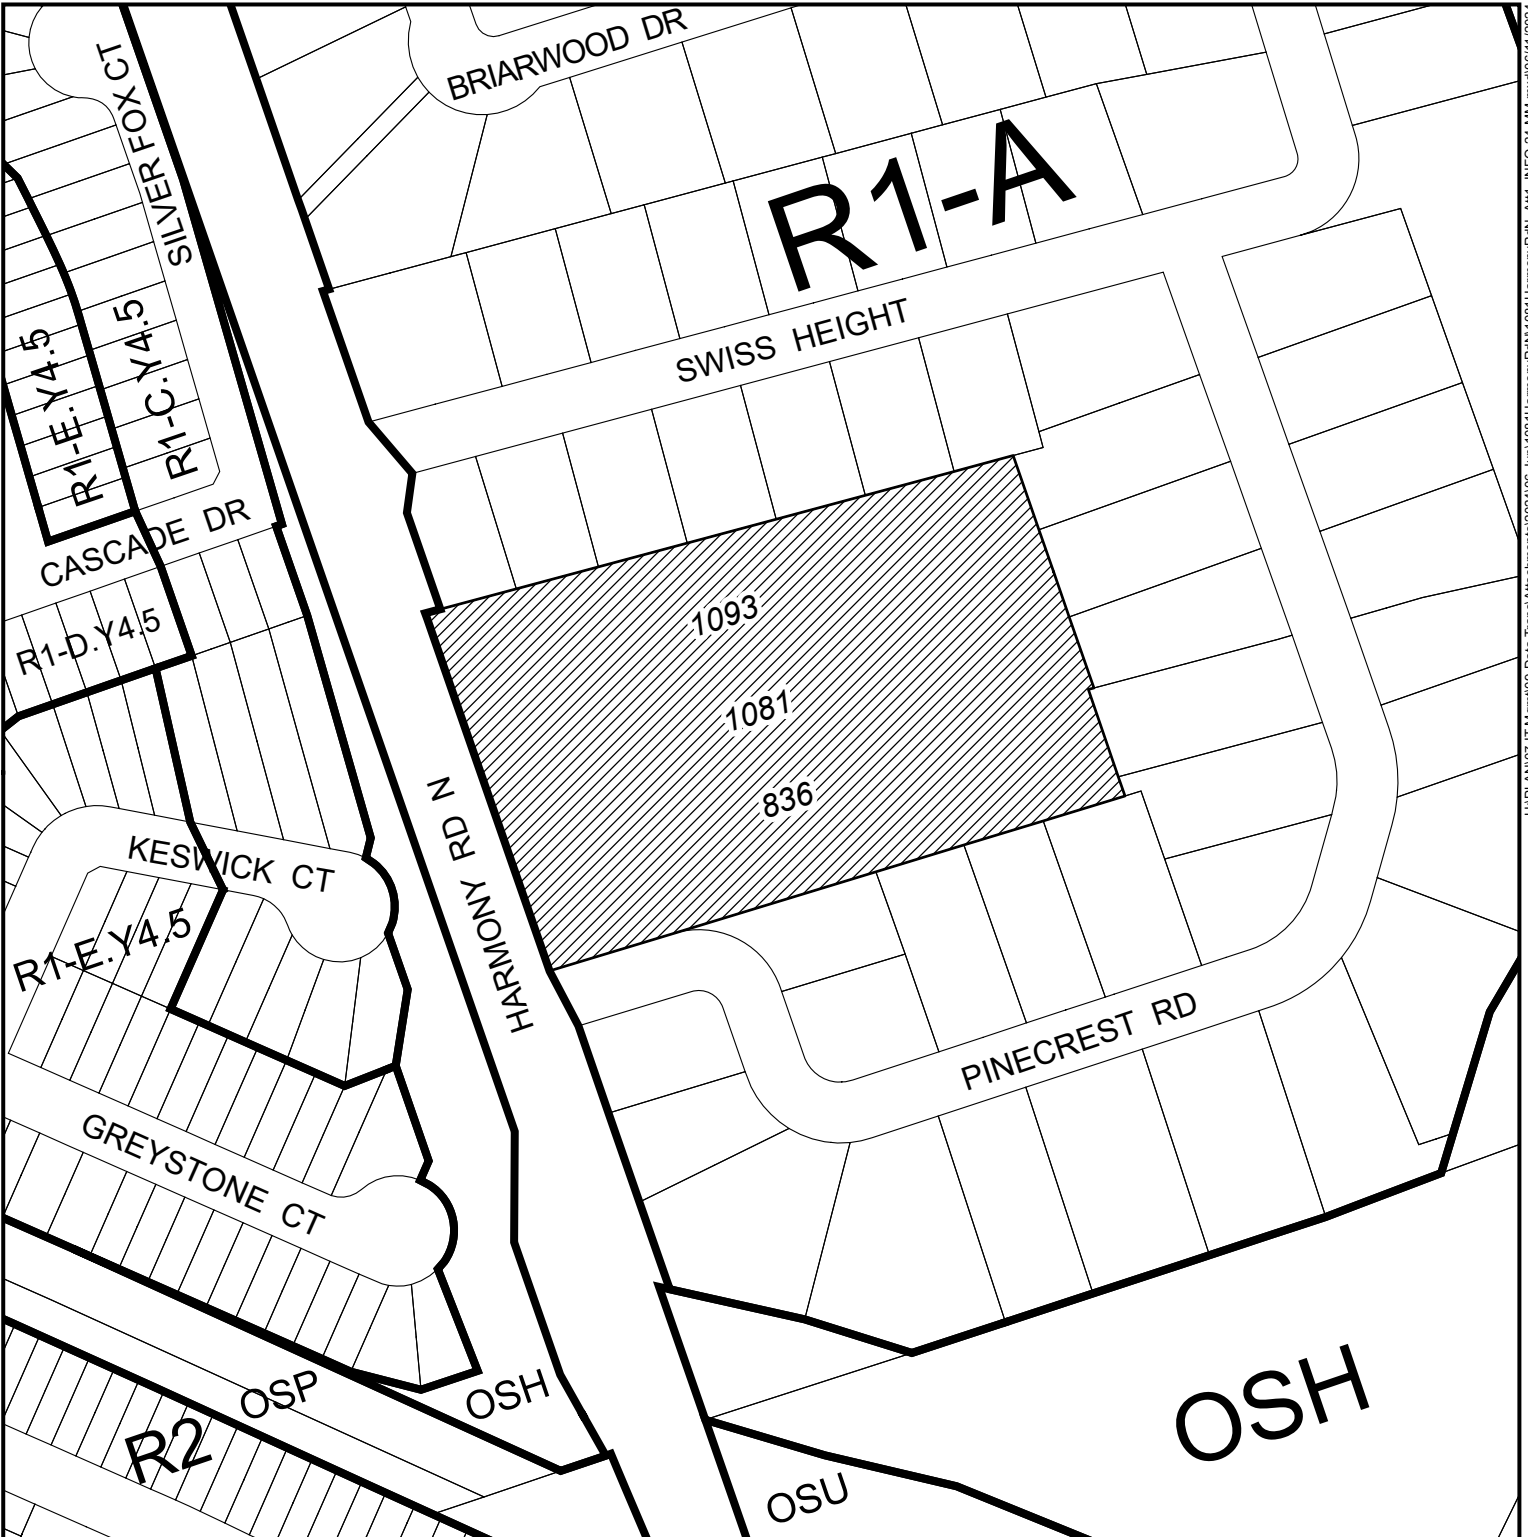 BRIARWOOD DR
SILVER FOX CT
R1-A
R1-E.Y4.5
R1-C.Y4.5
SWISS HEIGHT
CASCADE DR
R1-D.Y4.5
1093
1081
836
HARMONY RD N
KESWICK CT
R1-E.Y4.5
PINECREST RD
GREYSTONE CT
OSP
OSH
OSH
R2
OSU